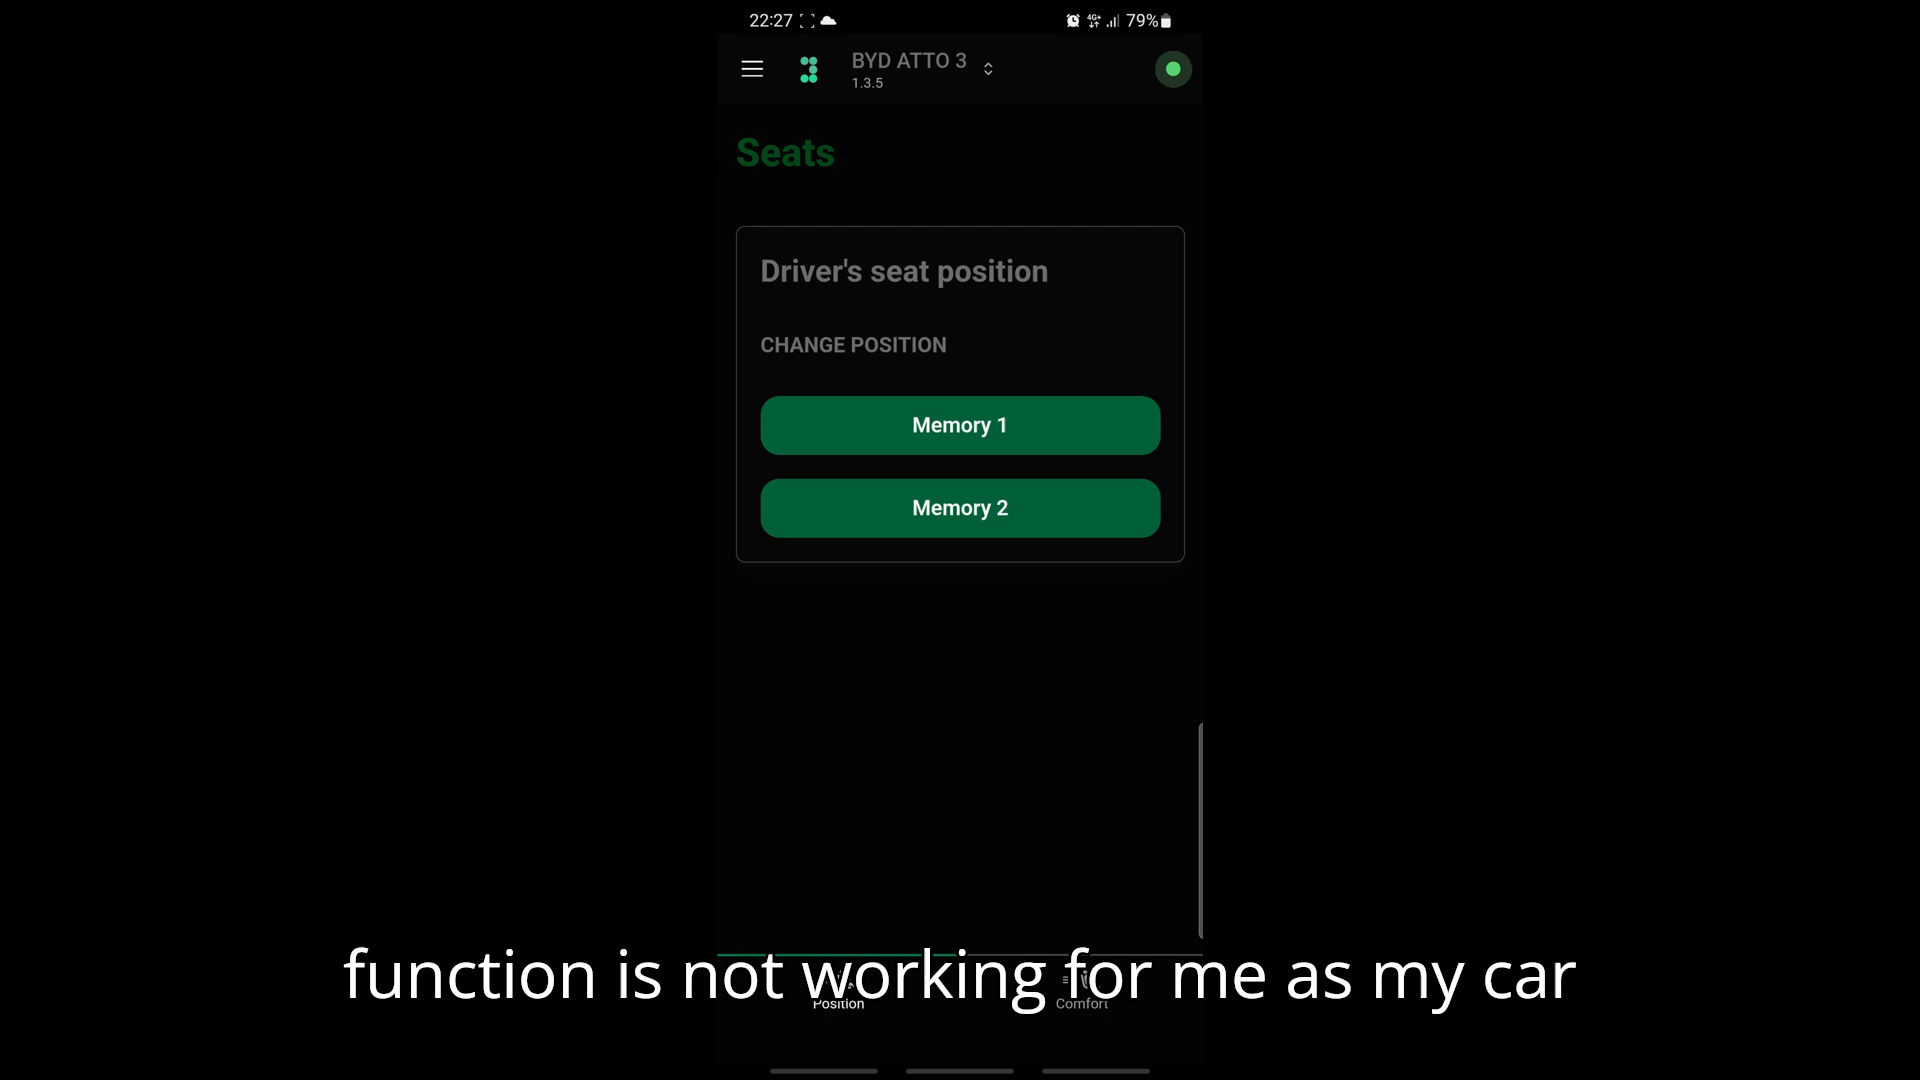 22:27
4G+
79%
BYD ATTO 3
1.3.5
Seats
Driver's seat position
CHANGE POSITION
Memory 1
Memory 2
function is not working for me as my car
Position
Comfort